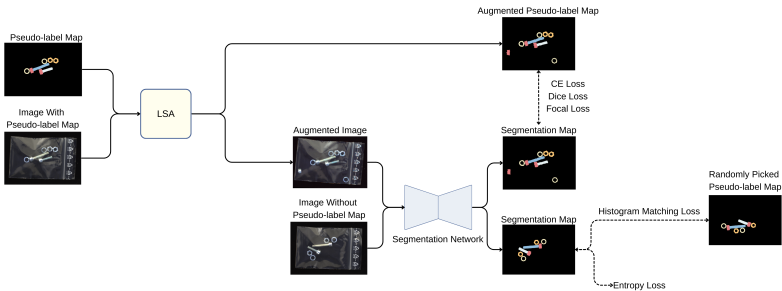 Augmented Pseudo-label Map
Pseudo-label Map
CE Loss
Dice Loss
Focal Loss
LSA
Image With
Pseudo-label Map
Augmented Image
Segmentation Map
Randomly Picked
Pseudo-label Map
Image Without
Pseudo-label Map
Segmentation Network
Segmentation Map
Histogram Matching Loss
Entropy Loss